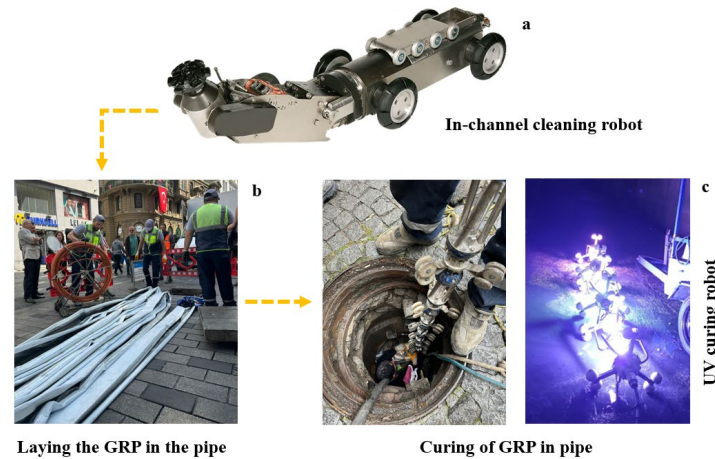 a
In-channel cleaning robot
b
c
UV curing robot
Laying the GRP in the pipe
Curing of GRP in pipe